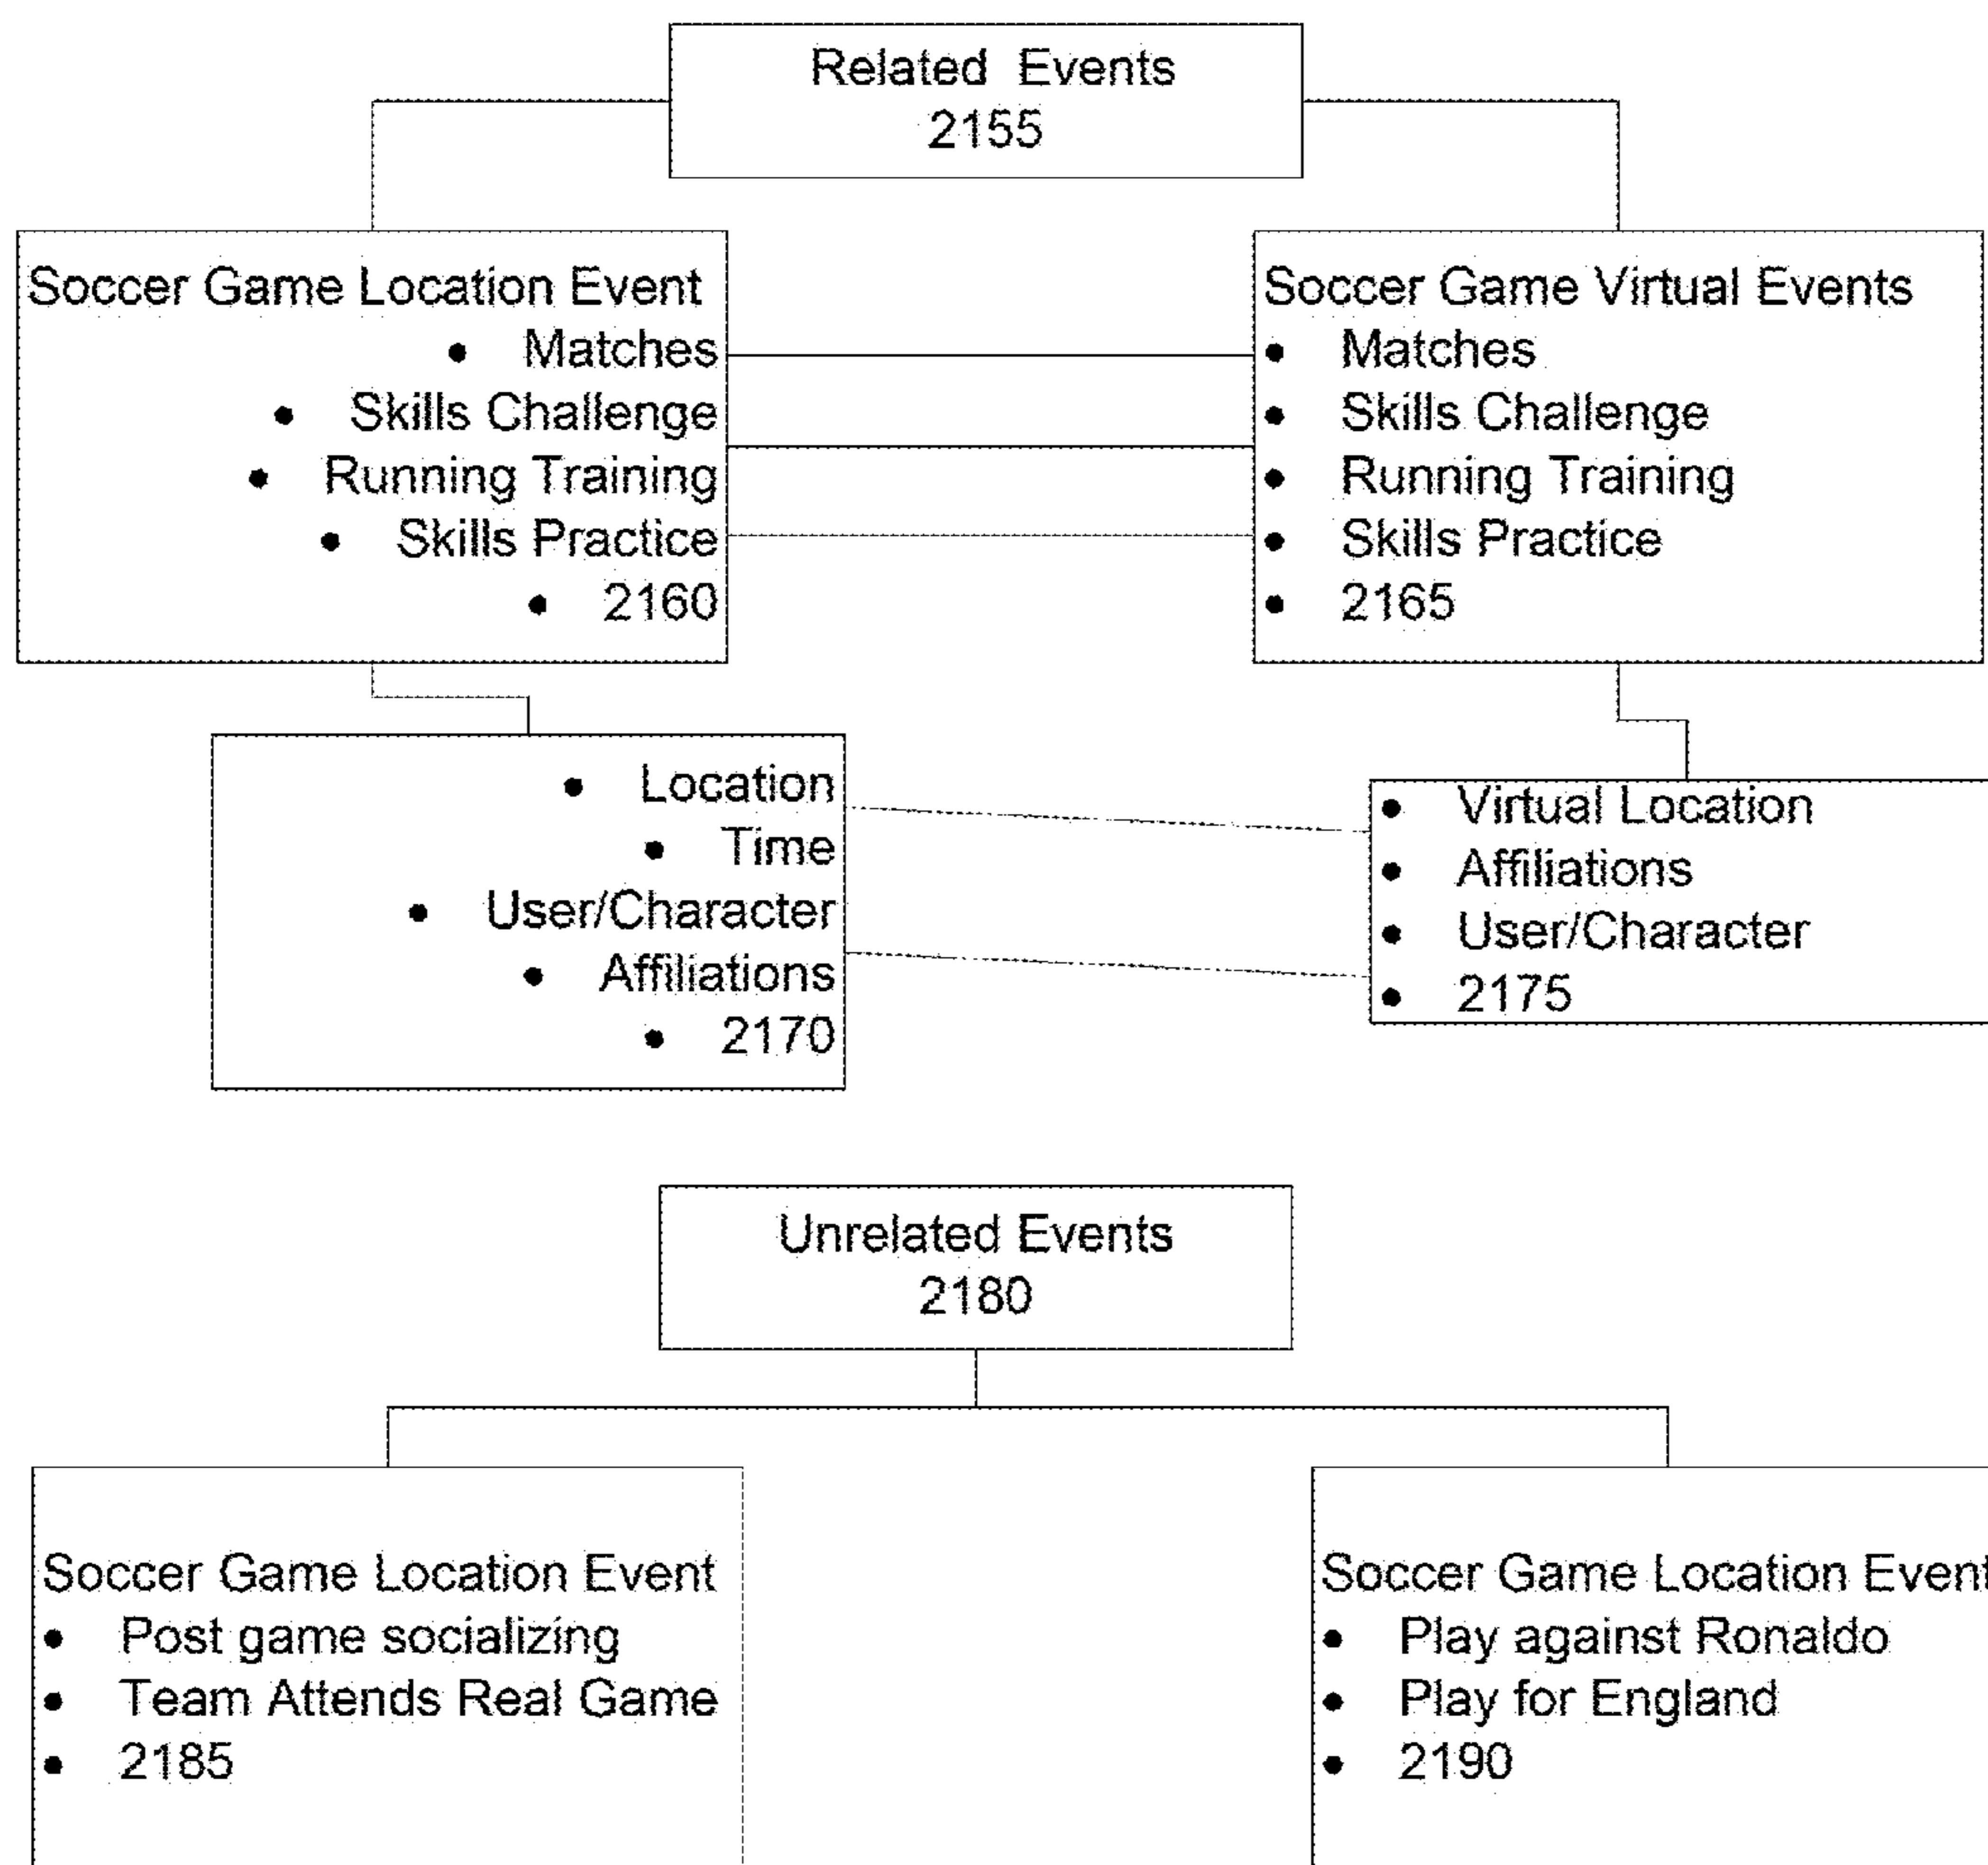 Related Events
2155
Soccer Game Location Event
• Matches
• Skills Challenge
• Running Training
• Skills Practice
• 2160
Soccer Game Virtual Events
• Matches
• Skills Challenge
• Running Training
• Skills Practice
• 2165
• Location
• Time
• User/Character
• Affiliations
• 2170
• Virtual Location
• Affiliations
• User/Character
• 2175
Unrelated Events
2180
Soccer Game Location Event
• Post game socializing
• Team Attends Real Game
• 2185
Soccer Game Location Event
• Play against Ronaldo
• Play for England
• 2190